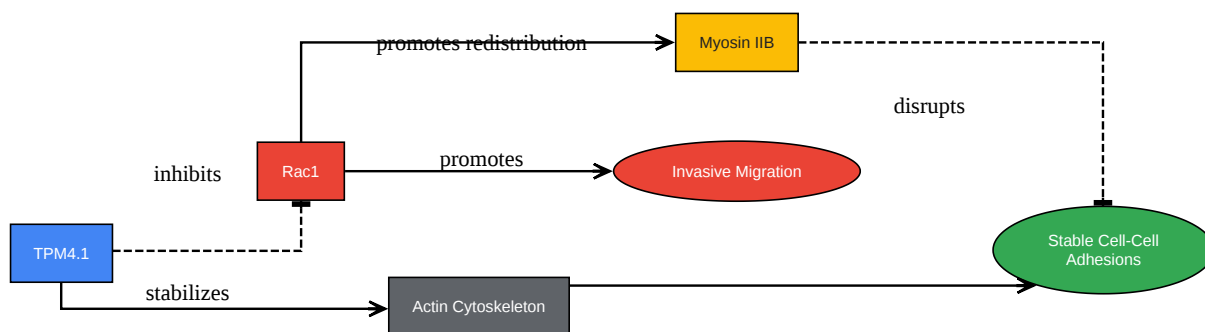 promotes redistribution
Myosin IIB
disrupts
inhibits
Rac1
promotes
Invasive Migration
TPM4.1
Stable Cell-Cell
Adhesions
stabilizes
Actin Cytoskeleton